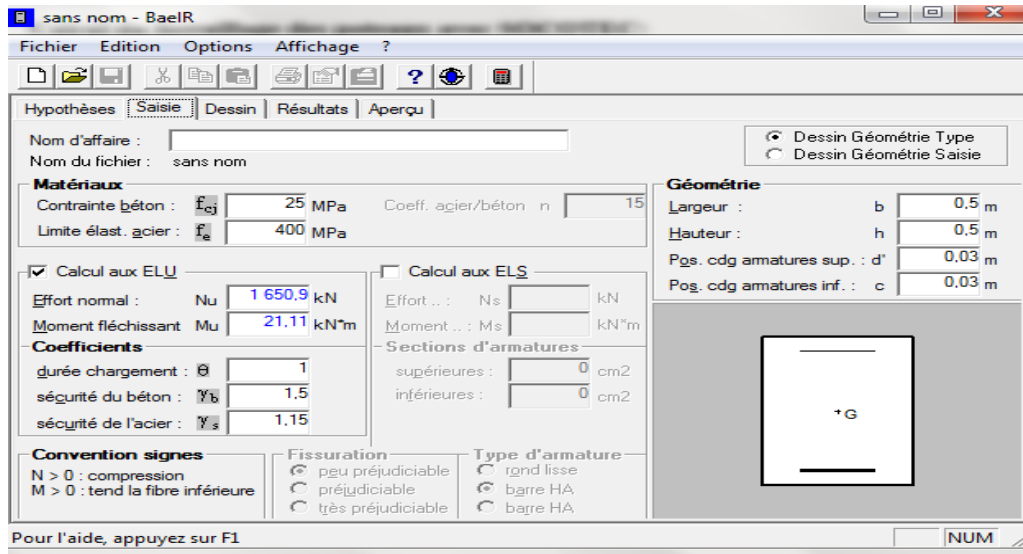 sans nom - BaelR
Fichier Edition Options Affichage ?
Hypothèses Saisie Dessin Résultats Aperçu
Nom d'affaire :
Nom du fichier : sans nom
Dessin Géométrie Type
Dessin Géométrie Saisie
Matériaux
Contrainte béton : fcj 25 MPa Coeff. acier/béton n 15
Limite élast. acier : fe 400 MPa
Géométrie
Largeur : b 0,5 m
Hauteur : h 0,5 m
Pos. cdg armatures sup. : d' 0,03 m
Pos. cdg armatures inf. : c 0,03 m
Calcul aux ELU
Effort normal : Nu 1 650,9 kN
Moment fléchissant Mu 21,11 kN*m
Calcul aux ELS
Effort .. : Ns kN
Moment .. : Ms kN*m
Coefficients
durée chargement : θ 1
sécurité du béton : γb 1,5
sécurité de l'acier : γs 1,15
Sections d'armatures
supérieures : 0 cm2
inférieures : 0 cm2
+G
Convention signes
N > 0 : compression
M > 0 : tend la fibre inférieure
Fissuration
peu préjudiciable
préjudiciable
très préjudiciable
Type d'armature
rond lisse
barre HA
barre HA
Pour l'aide, appuyez sur F1 NUM